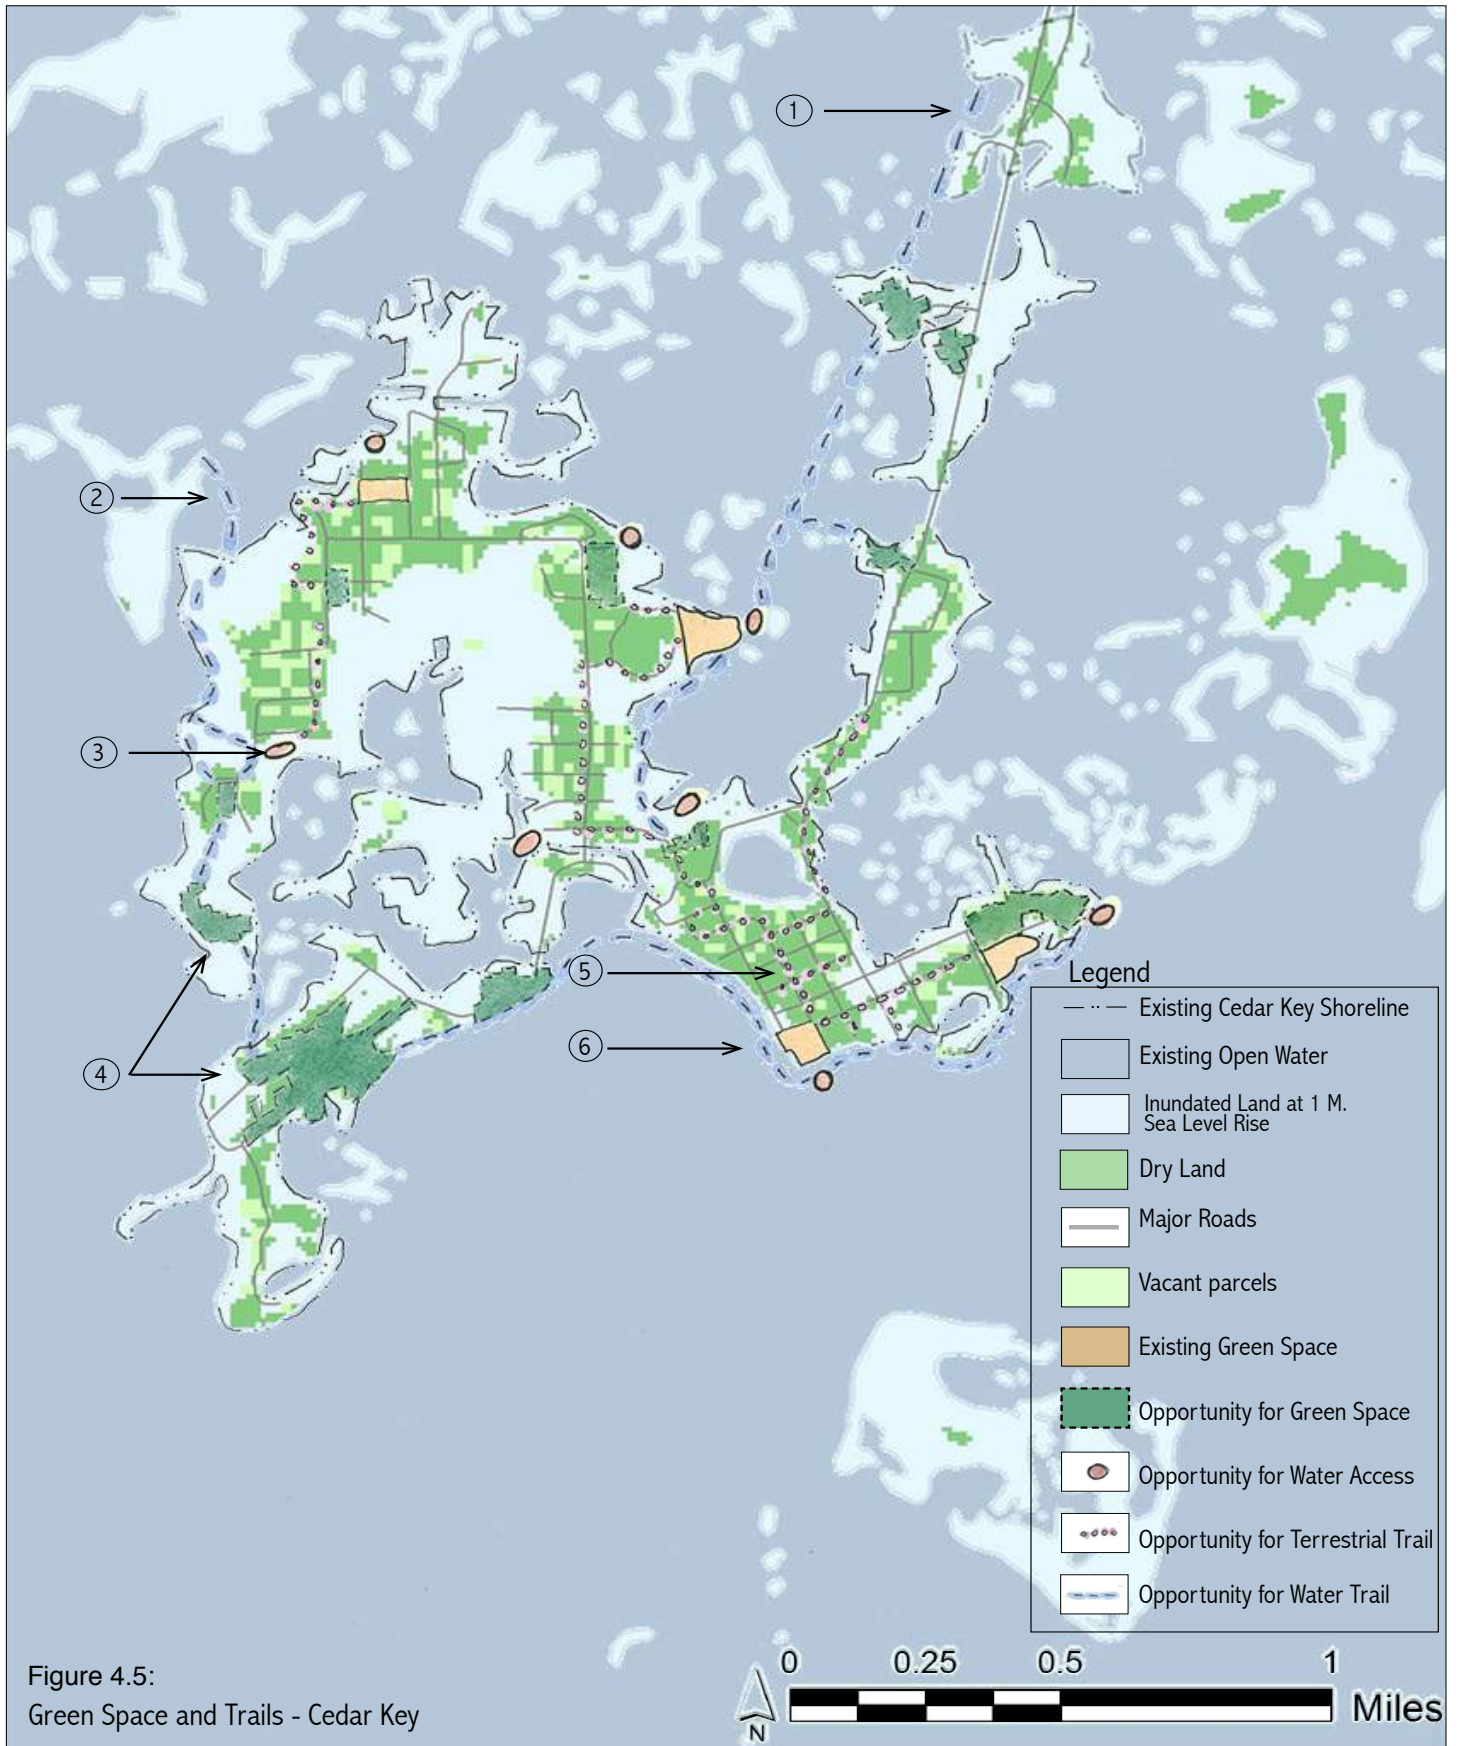 1
2
3
4
5
6
Legend
Existing Cedar Key Shoreline
Existing Open Water
Inundated Land at 1 M.
Sea Level Rise
Dry Land
Major Roads
Vacant parcels
Existing Green Space
Opportunity for Green Space
Opportunity for Water Access
Opportunity for Terrestrial Trail
Opportunity for Water Trail
Figure 4.5:
Green Space and Trails - Cedar Key
N
0 0.25 0.5 1
Miles